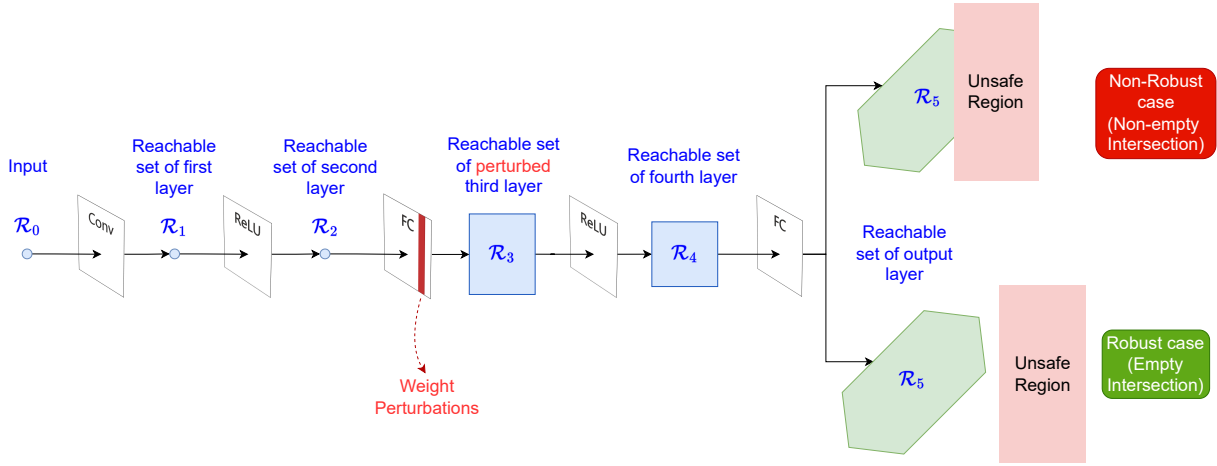 Input
𝓡₀
Conv
Reachable
set of first
layer
𝓡₁
ReLU
Reachable
set of second
layer
𝓡₂
FC
Weight
Perturbations
Reachable set
of perturbed
third layer
𝓡₃
ReLU
Reachable set
of fourth layer
𝓡₄
FC
Reachable
set of output
layer
𝓡₅
Unsafe
Region
Non-Robust
case
(Non-empty
Intersection)
𝓡₅
Unsafe
Region
Robust case
(Empty
Intersection)